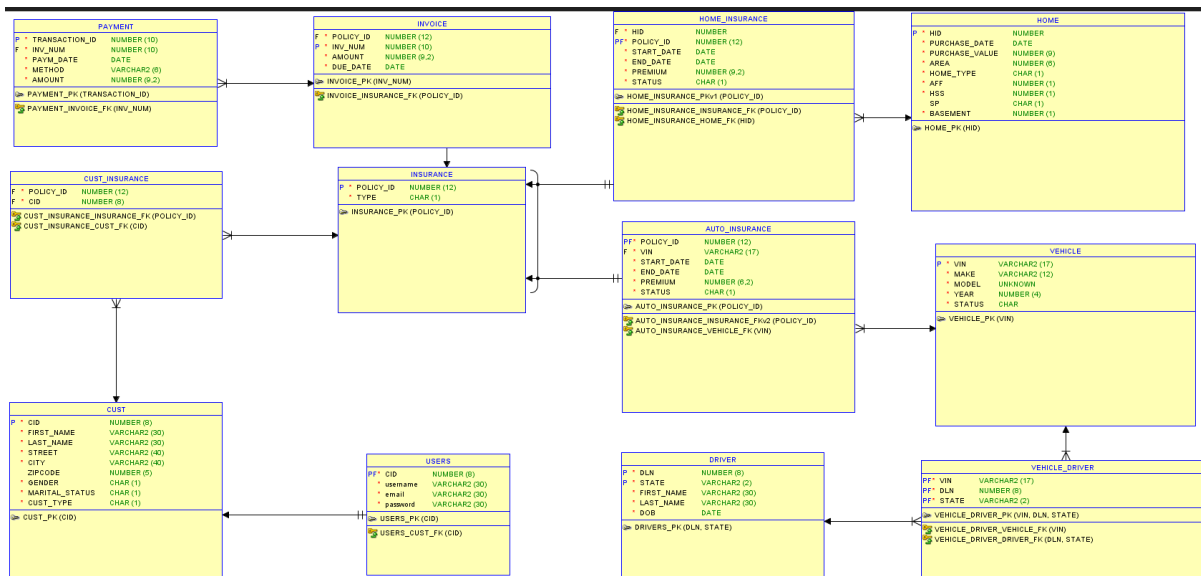 PAYMENT
P * TRANSACTION_ID NUMBER (10)
F * INV_NUM NUMBER (10)
* PAYM_DATE DATE
* METHOD VARCHAR2 (6)
* AMOUNT NUMBER (9,2)
PAYMENT_PK (TRANSACTION_ID)
PAYMENT_INVOICE_FK (INV_NUM)
INVOICE
F * POLICY_ID NUMBER (12)
P * INV_NUM NUMBER (10)
* AMOUNT NUMBER (9,2)
* DUE_DATE DATE
INVOICE_PK (INV_NUM)
INVOICE_INSURANCE_FK (POLICY_ID)
HOME_INSURANCE
F * HID NUMBER
PF* POLICY_ID NUMBER (12)
* START_DATE DATE
* END_DATE DATE
* PREMIUM NUMBER (9,2)
* STATUS CHAR (1)
HOME_INSURANCE_PKv1 (POLICY_ID)
HOME_INSURANCE_INSURANCE_FK (POLICY_ID)
HOME_INSURANCE_HOME_FK (HID)
HOME
P * HID NUMBER
* PURCHASE_DATE DATE
* PURCHASE_VALUE NUMBER (9)
* AREA NUMBER (6)
* HOME_TYPE CHAR (1)
* AFF NUMBER (1)
* HSS NUMBER (1)
SP CHAR (1)
* BASEMENT NUMBER (1)
HOME_PK (HID)
CUST_INSURANCE
F * POLICY_ID NUMBER (12)
F * CID NUMBER (8)
CUST_INSURANCE_INSURANCE_FK (POLICY_ID)
CUST_INSURANCE_CUST_FK (CID)
INSURANCE
P * POLICY_ID NUMBER (12)
* TYPE CHAR (1)
INSURANCE_PK (POLICY_ID)
AUTO_INSURANCE
PF* POLICY_ID NUMBER (12)
F * VIN VARCHAR2 (17)
* START_DATE DATE
* END_DATE DATE
* PREMIUM NUMBER (6,2)
* STATUS CHAR (1)
AUTO_INSURANCE_PK (POLICY_ID)
AUTO_INSURANCE_INSURANCE_FKv2 (POLICY_ID)
AUTO_INSURANCE_VEHICLE_FK (VIN)
VEHICLE
P * VIN VARCHAR2 (17)
* MAKE VARCHAR2 (12)
* MODEL UNKNOWN
* YEAR NUMBER (4)
* STATUS CHAR
VEHICLE_PK (VIN)
CUST
P * CID NUMBER (8)
* FIRST_NAME VARCHAR2 (30)
* LAST_NAME VARCHAR2 (30)
* STREET VARCHAR2 (40)
* CITY VARCHAR2 (40)
ZIPCODE NUMBER (5)
* GENDER CHAR (1)
* MARITAL_STATUS CHAR (1)
* CUST_TYPE CHAR (1)
CUST_PK (CID)
USERS
PF* CID NUMBER (8)
* username VARCHAR2 (30)
* email VARCHAR2 (30)
* password VARCHAR2 (30)
USERS_PK (CID)
USERS_CUST_FK (CID)
DRIVER
P * DLN NUMBER (8)
P * STATE VARCHAR2 (2)
* FIRST_NAME VARCHAR2 (30)
* LAST_NAME VARCHAR2 (30)
* DOB DATE
DRIVERS_PK (DLN, STATE)
VEHICLE_DRIVER
PF* VIN VARCHAR2 (17)
PF* DLN NUMBER (8)
PF* STATE VARCHAR2 (2)
VEHICLE_DRIVER_PK (VIN, DLN, STATE)
VEHICLE_DRIVER_VEHICLE_FK (VIN)
VEHICLE_DRIVER_DRIVER_FK (DLN, STATE)